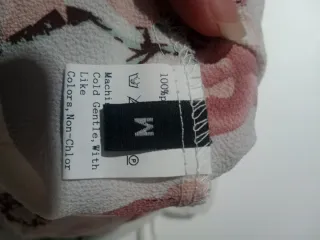 100%p
Machi
Cold Gentle, With
Like
Colors, Non-Chlor
M
P